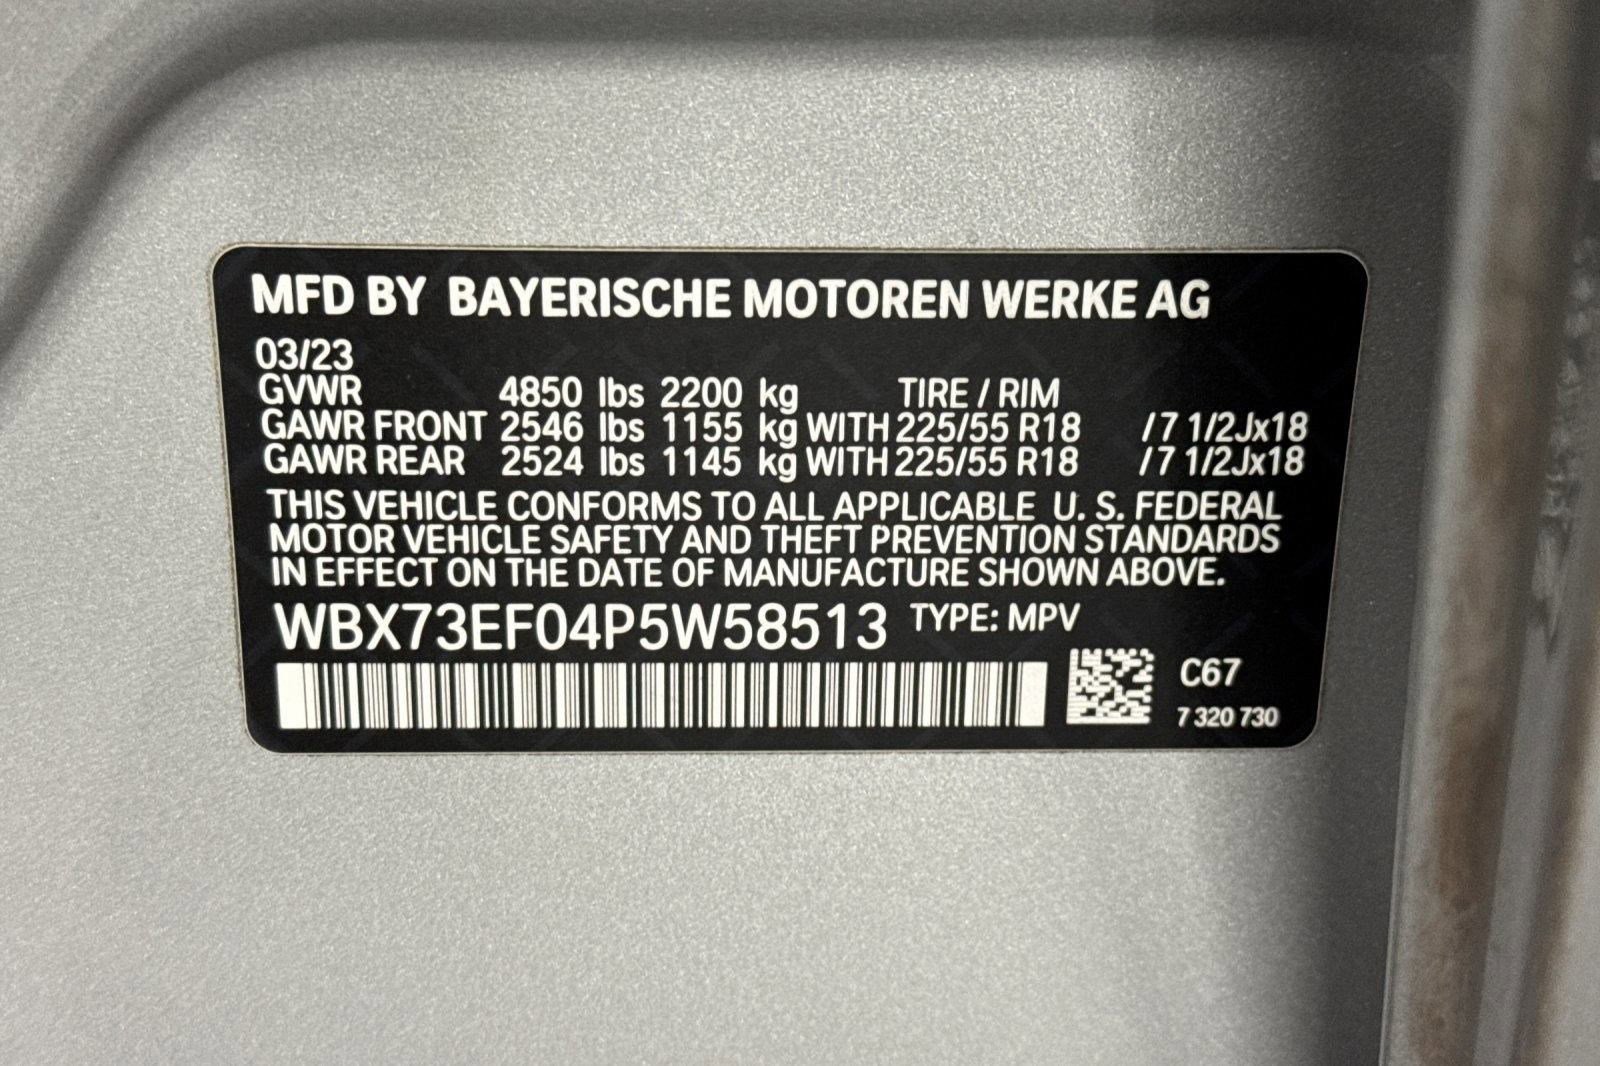 MFD BY BAYERISCHE MOTOREN WERKE AG
03/23
GVWR 4850 lbs 2200 kg TIRE / RIM
GAWR FRONT 2546 lbs 1155 kg WITH 225/55 R18 /7 1/2Jx18
GAWR REAR 2524 lbs 1145 kg WITH 225/55 R18 /7 1/2Jx18
THIS VEHICLE CONFORMS TO ALL APPLICABLE U. S. FEDERAL
MOTOR VEHICLE SAFETY AND THEFT PREVENTION STANDARDS
IN EFFECT ON THE DATE OF MANUFACTURE SHOWN ABOVE.
WBX73EF04P5W58513 TYPE: MPV
C67
7 320 730